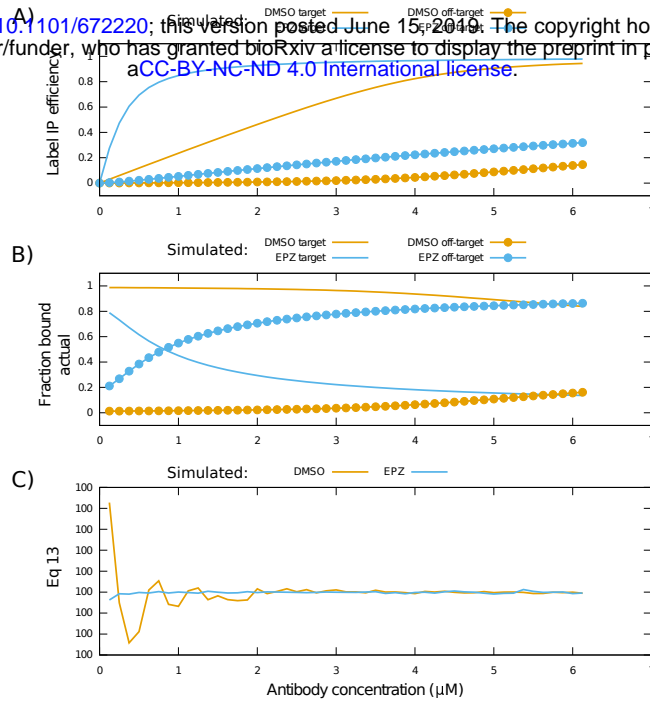 A)
Simulated: DMSO target DMSO off-target
10.1101/672220; this version posted June 15, 2019. The copyright ho
EPZ target EPZ off-target
r/funder, who has granted bioRxiv a license to display the preprint in p
aCC-BY-NC-ND 4.0 International license.
Label IP efficiency
1
0.8
0.6
0.4
0.2
0
0 1 2 3 4 5 6 7
B)
Simulated: DMSO target DMSO off-target
EPZ target EPZ off-target
Fraction bound
actual
1
0.8
0.6
0.4
0.2
0
0 1 2 3 4 5 6 7
C)
Simulated: DMSO EPZ
Eq 13
100
100
100
100
100
100
100
100
100
0 1 2 3 4 5 6 7
Antibody concentration (μM)